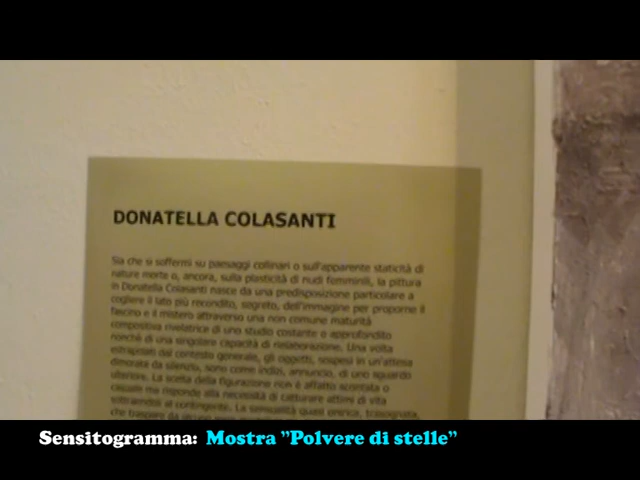 DONATELLA COLASANTI
Sia che si soffermi su paesaggi collinari o sull'apparente staticità di
nature morte o, ancora, sulla plasticità di nudi femminili, la pittura
in Donatella Colasanti nasce da una predisposizione particolare a
cogliere il lato più recondito, segreto, dell'immagine per proporne il
fascino e il mistero attraverso una non comune maturità
compositiva rivelatrice di uno studio costante e approfondito
nonché di una singolare capacità di rielaborazione. Una volta
estrapolati dal contesto generale, gli oggetti, sospesi in un'attesa
dimorata da silenzio, sono come indizi, annuncio, di uno sguardo
ulteriore. La scelta della figurazione non è affatto scontata o
casuale ma risponde alla necessità di catturare attimi di vita
sottraendoli al contingente. La sensualità quasi onirica, trasognata,
che traspare da
Sensitogramma: Mostra "Polvere di stelle"